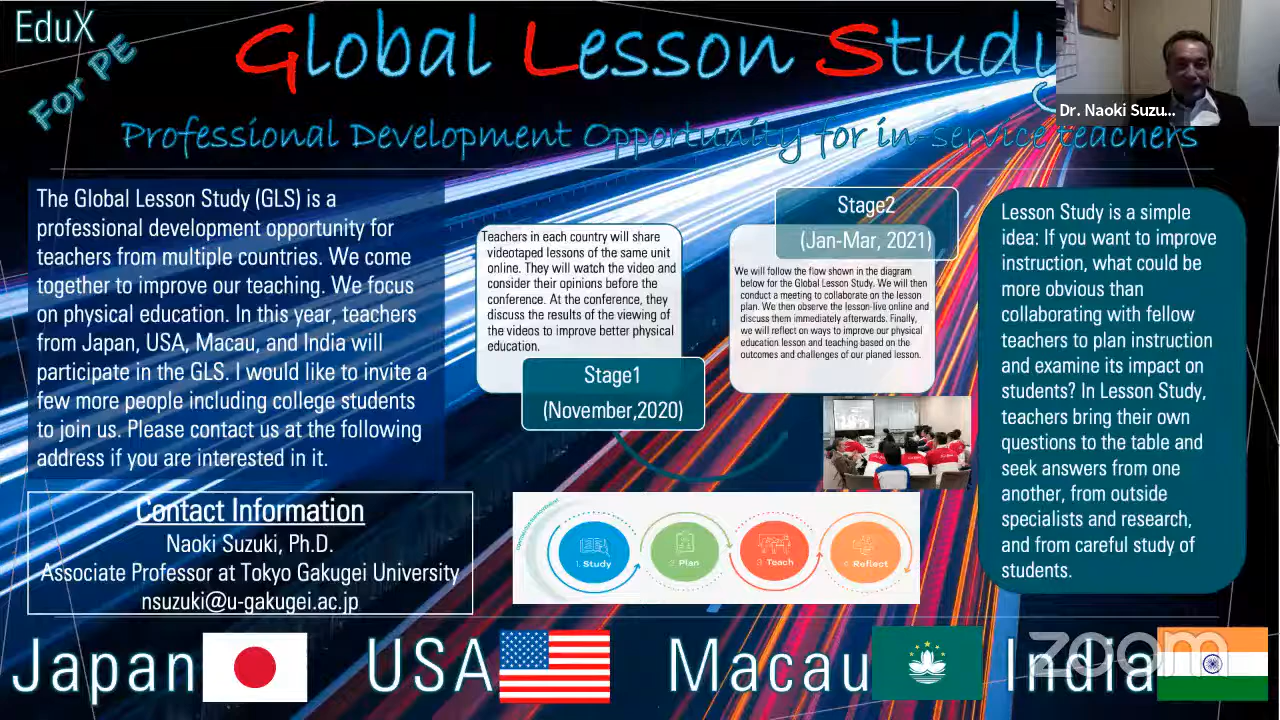 EduX
For PE
Global Lesson Study
Professional Development Opportunity for in-service teachers
Dr. Naoki Suzu...
The Global Lesson Study (GLS) is a
professional development opportunity for
teachers from multiple countries. We come
together to improve our teaching. We focus
on physical education. In this year, teachers
from Japan, USA, Macau, and India will
participate in the GLS. I would like to invite a
few more people including college students
to join us. Please contact us at the following
address if you are interested in it.
Contact Information
Naoki Suzuki, Ph.D.
Associate Professor at Tokyo Gakugei University
nsuzuki@u-gakugei.ac.jp
Teachers in each country will share
videotaped lessons of the same unit
online. They will watch the video and
consider their opinions before the
conference. At the conference, they
discuss the results of the viewing of
the videos to improve better physical
education.
Stage1
(November,2020)
Stage2
(Jan-Mar, 2021)
We will follow the flow shown in the diagram
below for the Global Lesson Study. We will then
conduct a meeting to collaborate on the lesson
plan. We then observe the lesson-live online and
discuss them immediately afterwards. Finally,
we will reflect on ways to improve our physical
education lesson and teaching based on the
outcomes and challenges of our planed lesson.
1. Study
2. Plan
3. Teach
4. Reflect
Lesson Study is a simple
idea: If you want to improve
instruction, what could be
more obvious than
collaborating with fellow
teachers to plan instruction
and examine its impact on
students? In Lesson Study,
teachers bring their own
questions to the table and
seek answers from one
another, from outside
specialists and research,
and from careful study of
students.
Japan
USA
Macau
India
zoom